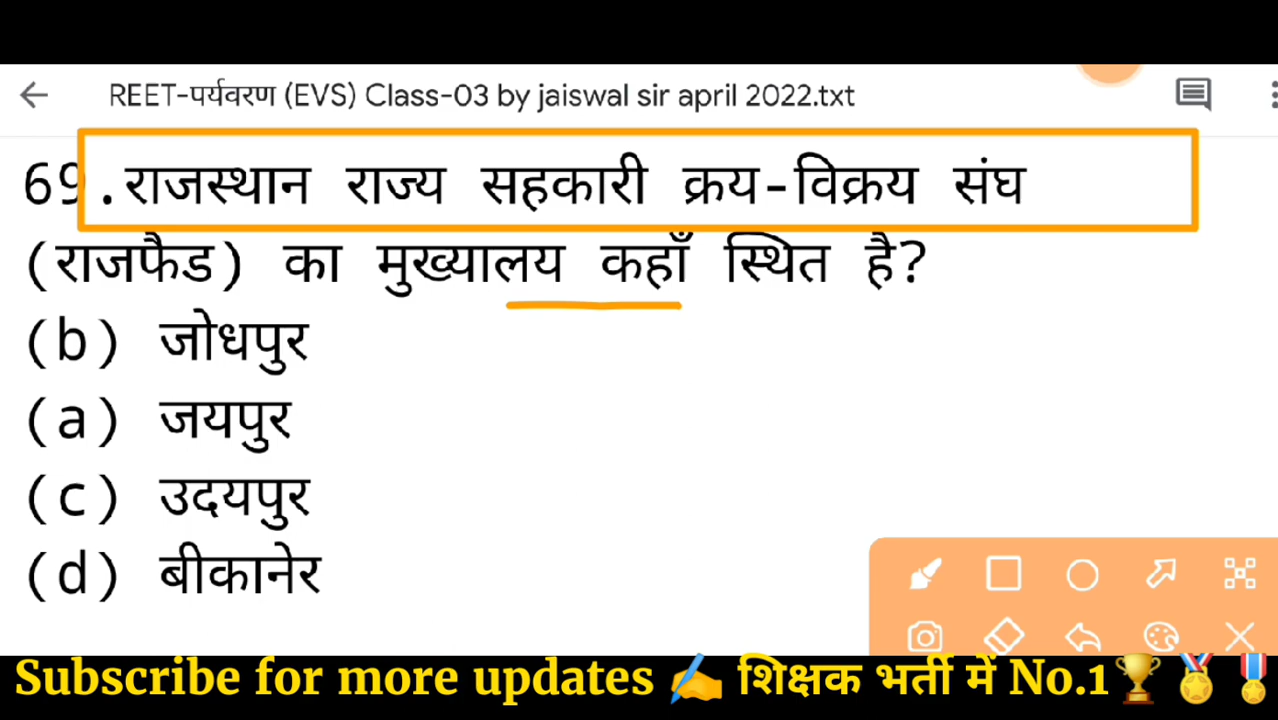 REET-पर्यवरण (EVS) Class-03 by jaiswal sir april 2022.txt
69.राजस्थान राज्य सहकारी क्रय-विक्रय संघ
(राजफैड) का मुख्यालय कहाँ स्थित है?
(b) जोधपुर
(a) जयपुर
(c) उदयपुर
(d) बीकानेर
Subscribe for more updates ✍️ शिक्षक भर्ती में No.1🏆🥇🎖️